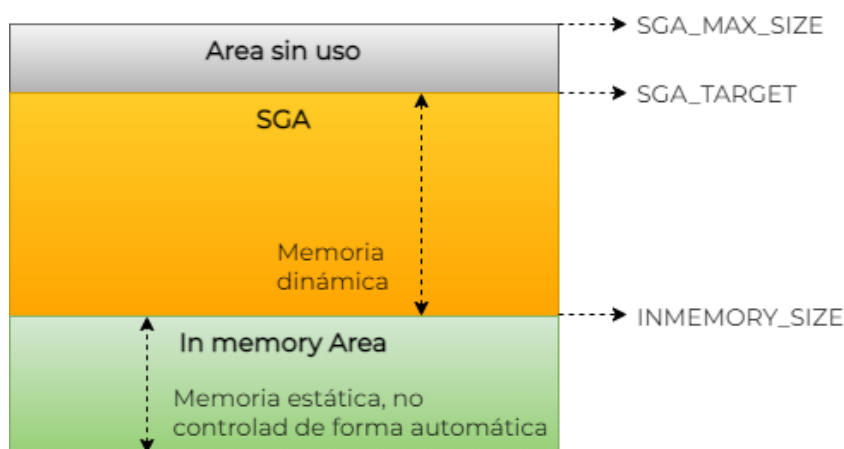 SGA_MAX_SIZE
Area sin uso
SGA_TARGET
SGA
Memoria
dinámica
INMEMORY_SIZE
In memory Area
Memoria estática, no
controlad de forma automática